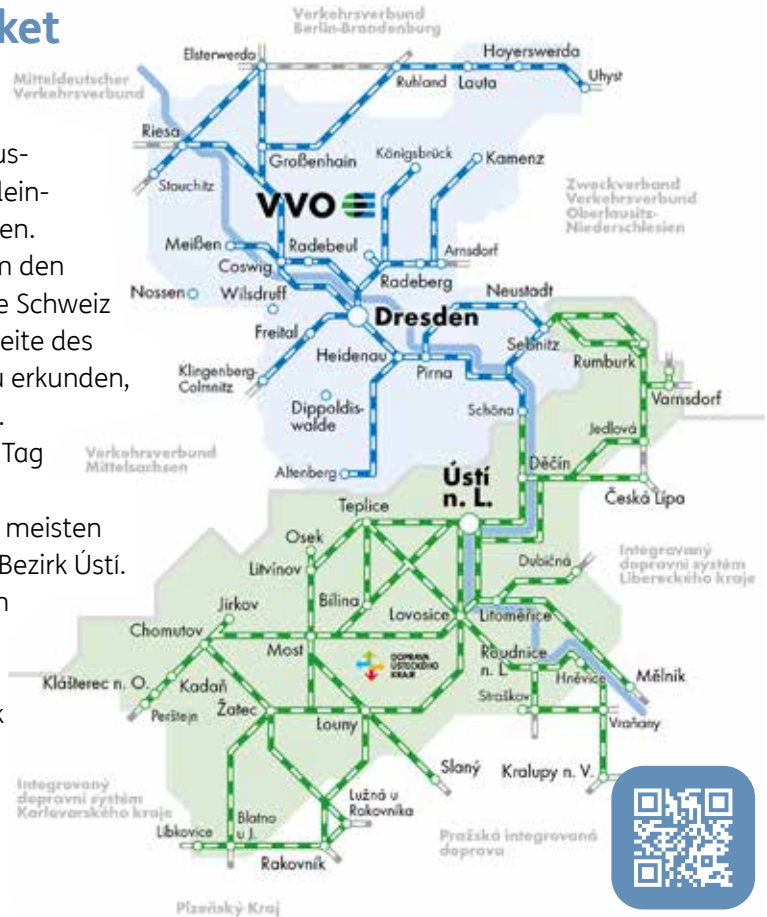 ket
Verkehrsverbund
Berlin-Brandenburg
Mitteldeutscher
Verkehrsverbund
Elsterwerda
Hoyerswerda
Ruhland
Lauta
Uhyst
Riesa
Großenhain
Königsbrück
Kamenz
Stauchitz
us-
lein-
en.
VVO
Zweckverband
Verkehrsverbund
Oberlausitz-
Niederschlesien
Meißen
Radebeul
Arnsdorf
Coswig
Radeberg
m den
Nossen
Wilsdruff
Neustadt
e Schweiz
Dresden
Freital
Sebnitz
eite des
Heidenau
Pirna
Rumburk
u erkunden,
Klingenberg-
Colmnitz
Varnsdorf
.
Dippoldis-
walde
Schöna
Jedlová
Tag
Verkehrsverbund
Mittelsachsen
Altenberg
Děčín
Česká Lípa
Ústí
n. L.
Teplice
meisten
Osek
Bezirk Ústí.
Litvínov
Dubičná
Integrovaný
dopravní systém
Libereckého kraje
n
Jirkov
Bílina
Lovosice
Litoměřice
Chomutov
Most
DOPRAVA
ÚSTECKÉHO
KRAJE
Roudnice
n. L.
Klášterec n. O.
Kadaň
Hněvice
Mělník
Perštejn
Žatec
Louny
Straškov
Vraňany
k
Slaný
Kralupy n. V.
Integrovaný
dopravní systém
Karlovarského kraje
Blatno
u J.
Lužná u
Rakovníka
Libkovice
Rakovník
Pražská integrovaná
doprava
Plzeňský Kraj